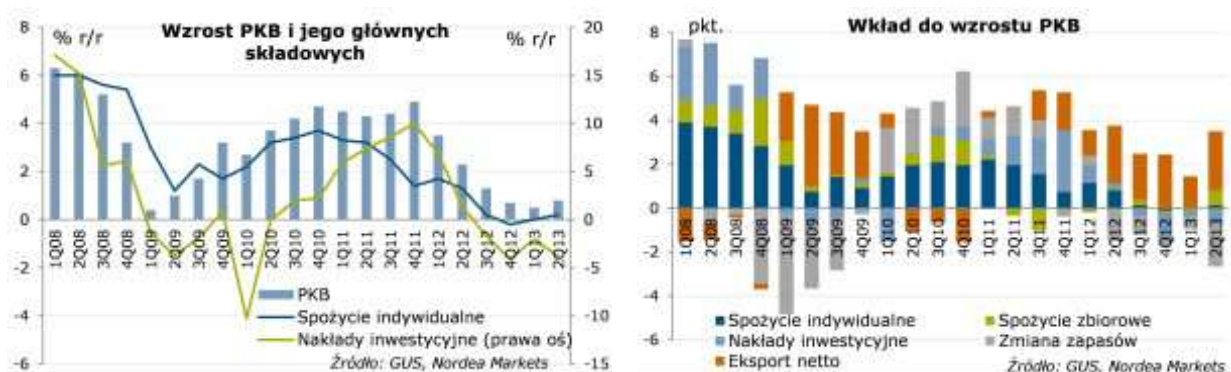 Wzrost PKB i jego głównych
składowych
% r/r
% r/r
8
6
4
2
0
-2
-4
-6
20
15
10
5
0
-5
-10
-15
1Q08
2Q08
3Q08
4Q08
1Q09
2Q09
3Q09
4Q09
1Q10
2Q10
3Q10
4Q10
1Q11
2Q11
3Q11
4Q11
1Q12
2Q12
3Q12
4Q12
1Q13
2Q13
PKB
Spożycie indywidualne
Nakłady inwestycyjne (prawa oś)
Źródło: GUS, Nordea Markets
Wkład do wzrostu PKB
pkt.
8
6
4
2
0
-2
-4
-6
1Q08
2Q08
3Q08
4Q08
1Q09
2Q09
3Q09
4Q09
1Q10
2Q10
3Q10
4Q10
1Q11
2Q11
3Q11
4Q11
1Q12
2Q12
3Q12
4Q12
1Q13
2Q13
Spożycie indywidualne
Spożycie zbiorowe
Nakłady inwestycyjne
Zmiana zapasów
Eksport netto
Źródło: GUS, Nordea Markets